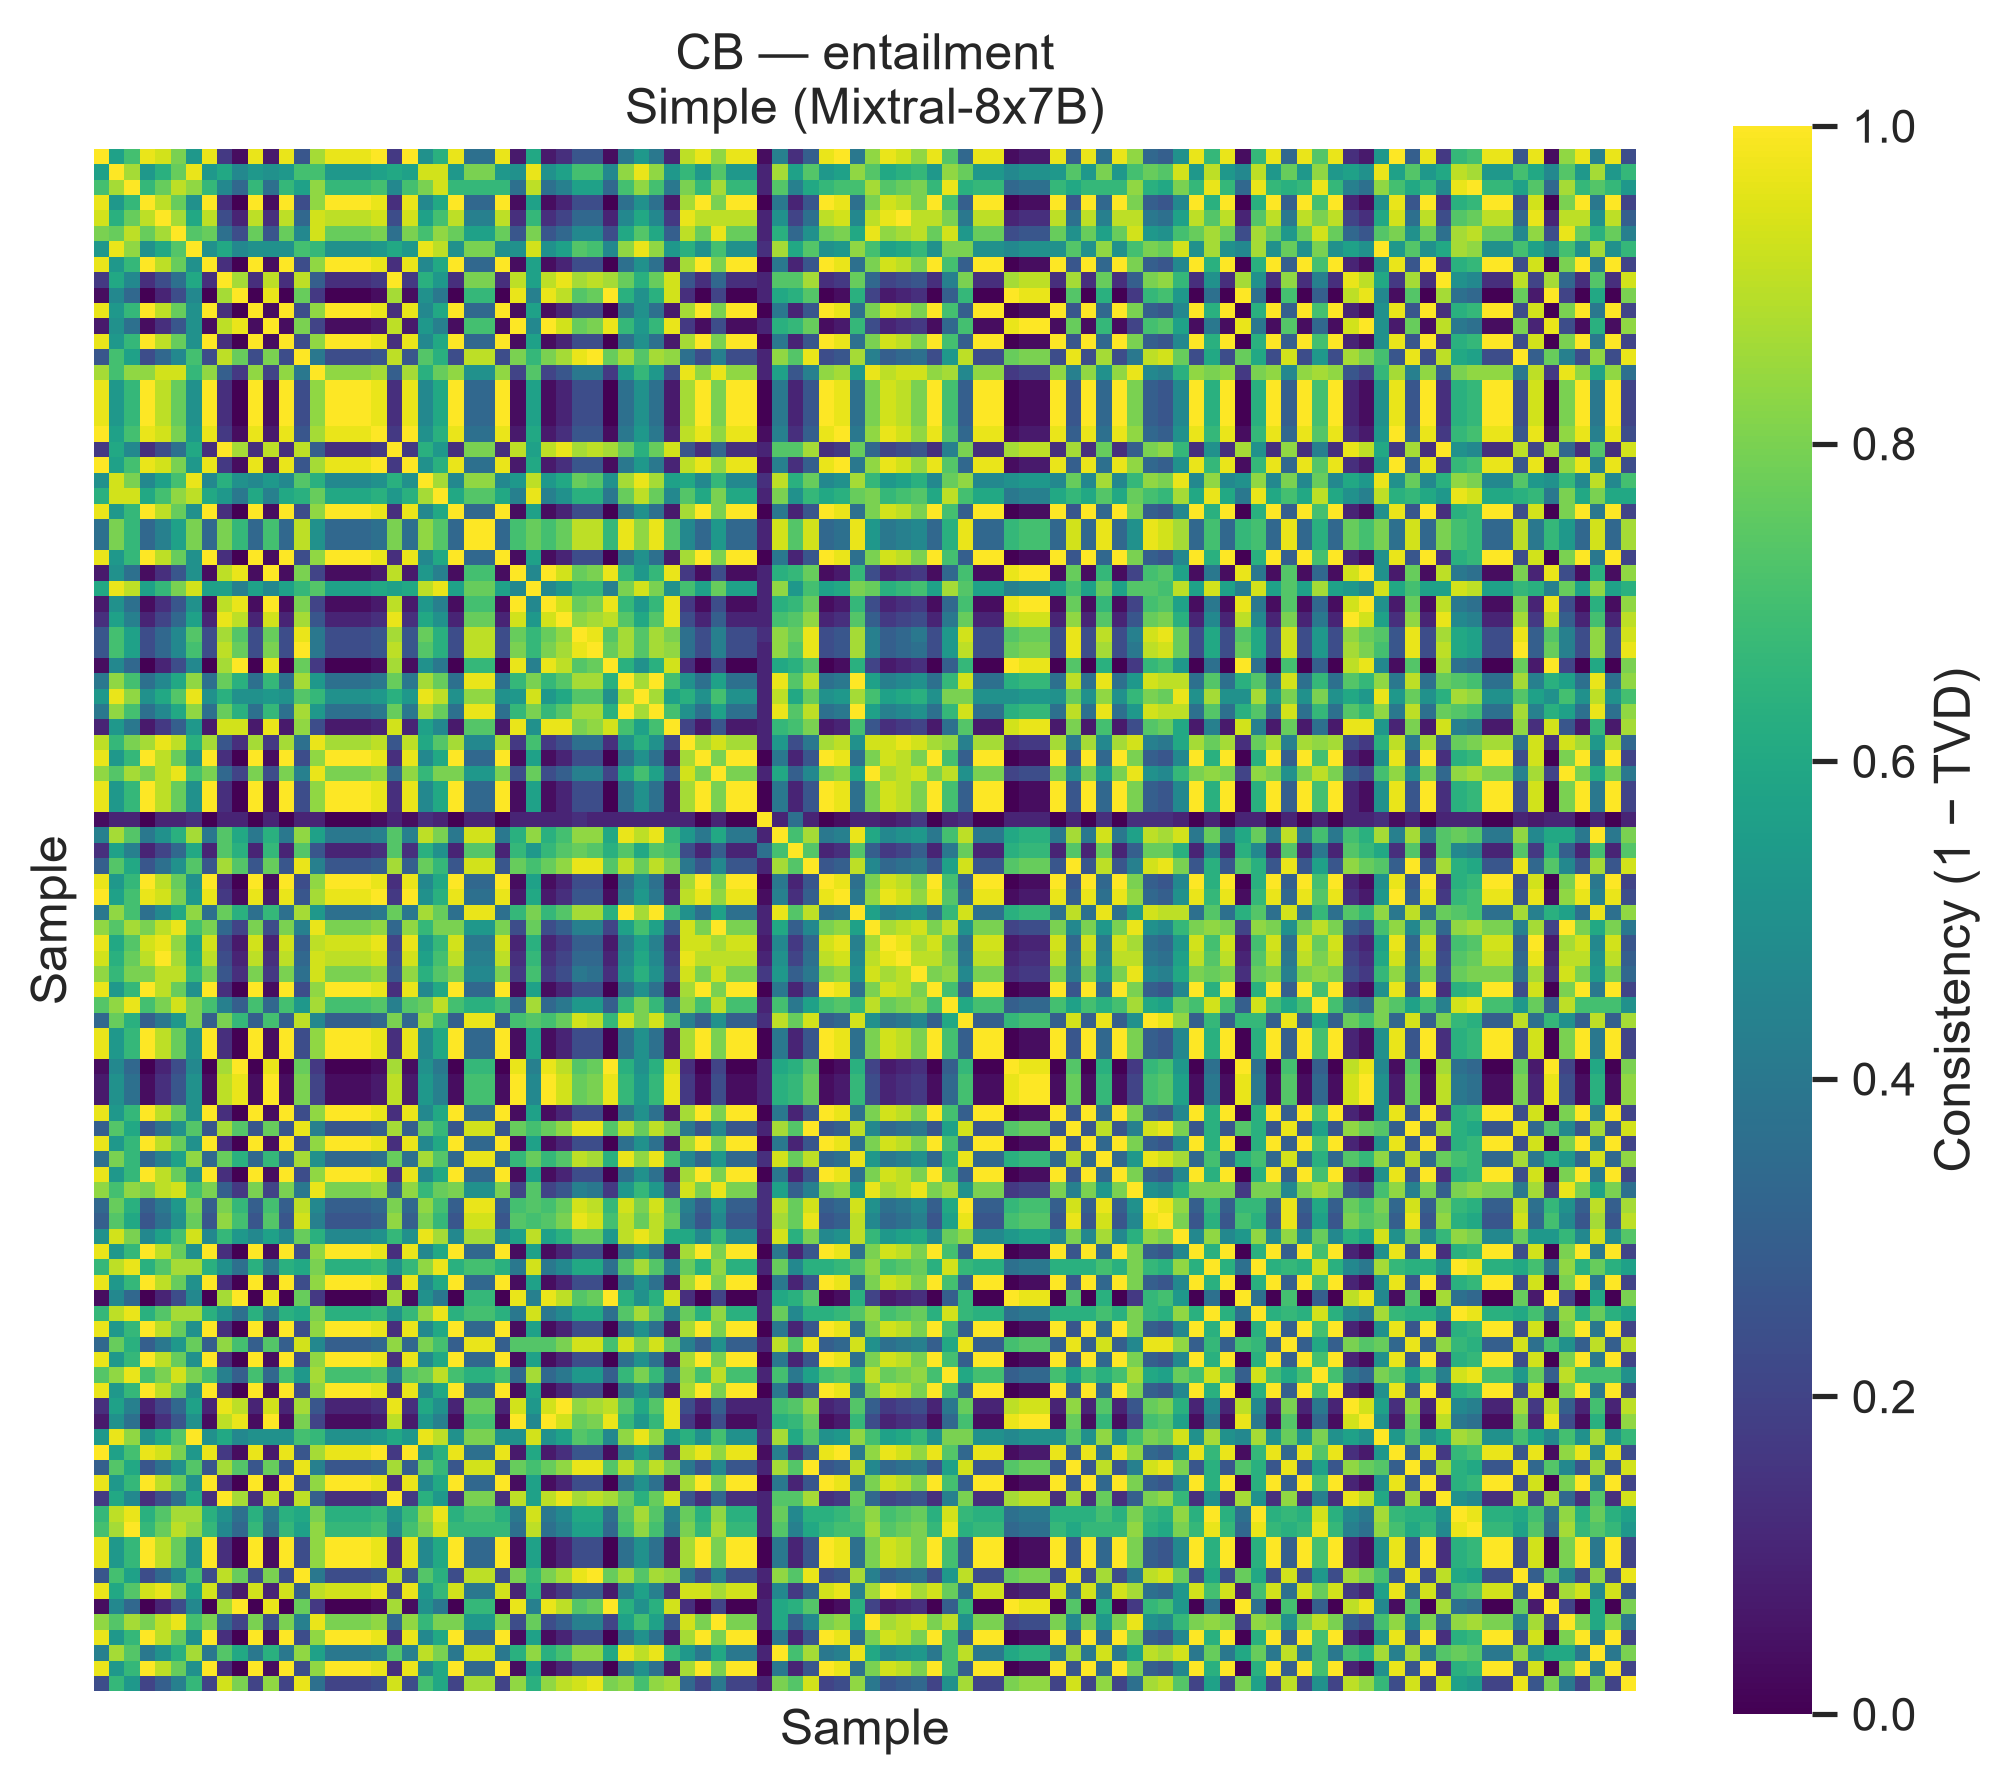 CB — entailment
Simple (Mixtral-8x7B)
Sample
Sample
1.0
0.8
0.6
0.4
0.2
0.0
Consistency (1 − TVD)